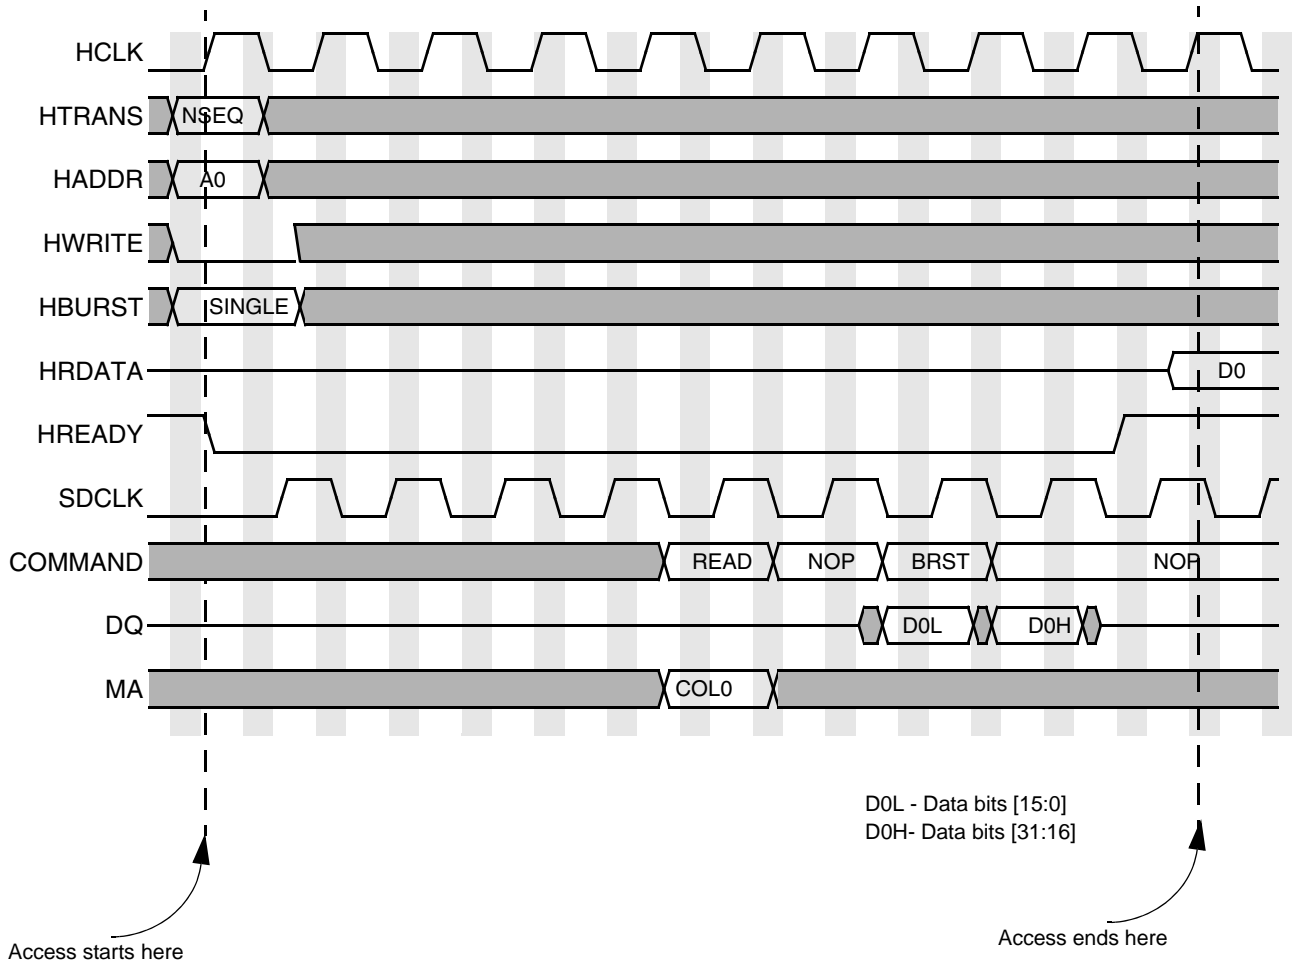 HCLK
HTRANS NSEQ
HADDR A0
HWRITE
HBURST SINGLE
HRDATA D0
HREADY
SDCLK
COMMAND READ NOP BRST NOP
DQ D0L D0H
MA COL0
D0L - Data bits [15:0]
D0H- Data bits [31:16]
Access starts here
Access ends here